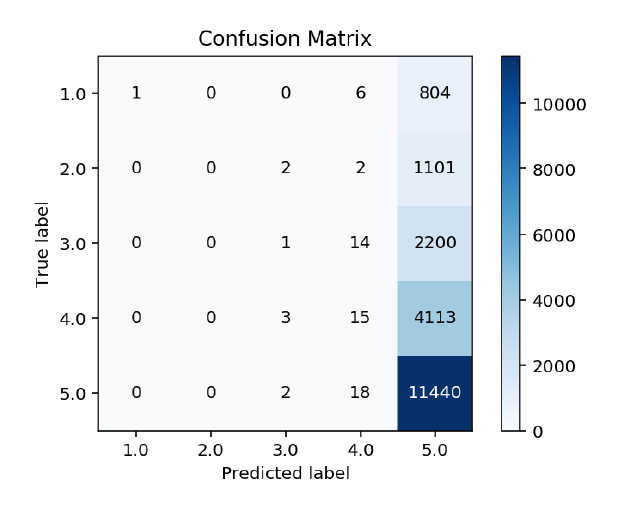 Confusion Matrix
1.0 1 0 0 6 804
2.0 0 0 2 2 1101
3.0 0 0 1 14 2200
4.0 0 0 3 15 4113
5.0 0 0 2 18 11440
1.0 2.0 3.0 4.0 5.0
Predicted label
True label
10000
8000
6000
4000
2000
0